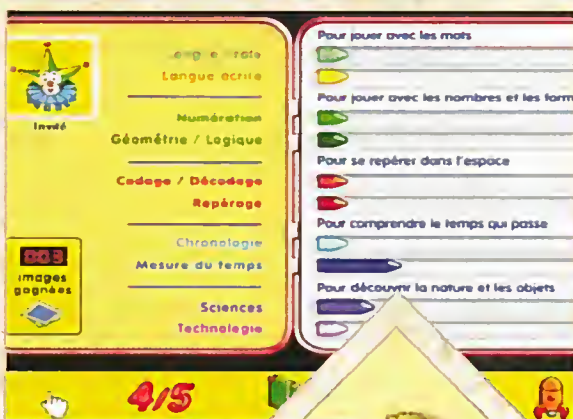 Langue orale
Langue écrite
Numération
Géométrie / Logique
Codage / Décodage
Repérage
Chronologie
Mesure du temps
Sciences
Technologie
Invité
003
images
gagnées
Pour jouer avec les mots
Pour jouer avec les nombres et les form
Pour se repérer dans l'espace
Pour comprendre le temps qui passe
Pour découvrir la nature et les objets
4/5